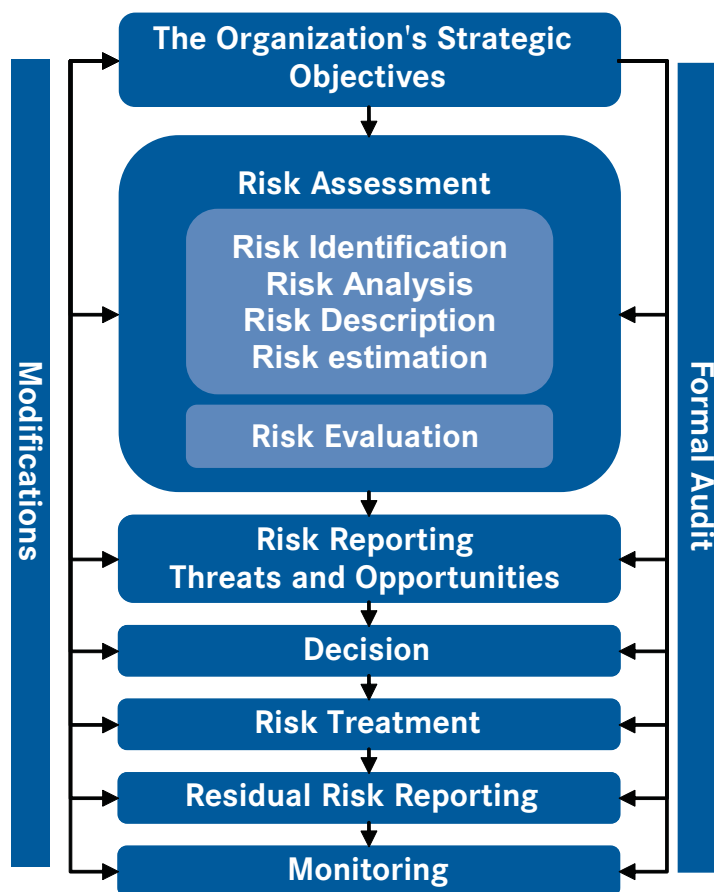 The Organization's Strategic
Objectives
Risk Assessment
Risk Identification
Risk Analysis
Risk Description
Risk estimation
Risk Evaluation
Risk Reporting
Threats and Opportunities
Decision
Risk Treatment
Residual Risk Reporting
Monitoring
Modifications
Formal Audit